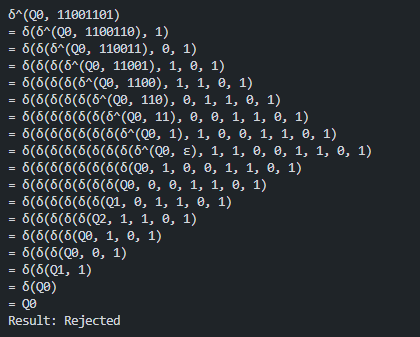 δ^(Q0, 11001101)
= δ(δ^(Q0, 1100110), 1)
= δ(δ(δ^(Q0, 110011), 0, 1)
= δ(δ(δ(δ^(Q0, 11001), 1, 0, 1)
= δ(δ(δ(δ(δ^(Q0, 1100), 1, 1, 0, 1)
= δ(δ(δ(δ(δ(δ^(Q0, 110), 0, 1, 1, 0, 1)
= δ(δ(δ(δ(δ(δ(δ^(Q0, 11), 0, 0, 1, 1, 0, 1)
= δ(δ(δ(δ(δ(δ(δ(δ^(Q0, 1), 1, 0, 0, 1, 1, 0, 1)
= δ(δ(δ(δ(δ(δ(δ(δ(δ^(Q0, ε), 1, 1, 0, 0, 1, 1, 0, 1)
= δ(δ(δ(δ(δ(δ(δ(Q0, 1, 0, 0, 1, 1, 0, 1)
= δ(δ(δ(δ(δ(δ(Q0, 0, 0, 1, 1, 0, 1)
= δ(δ(δ(δ(δ(Q1, 0, 1, 1, 0, 1)
= δ(δ(δ(δ(Q2, 1, 1, 0, 1)
= δ(δ(δ(δ(Q0, 1, 0, 1)
= δ(δ(δ(Q0, 0, 1)
= δ(δ(Q1, 1)
= δ(Q0)
= Q0
Result: Rejected